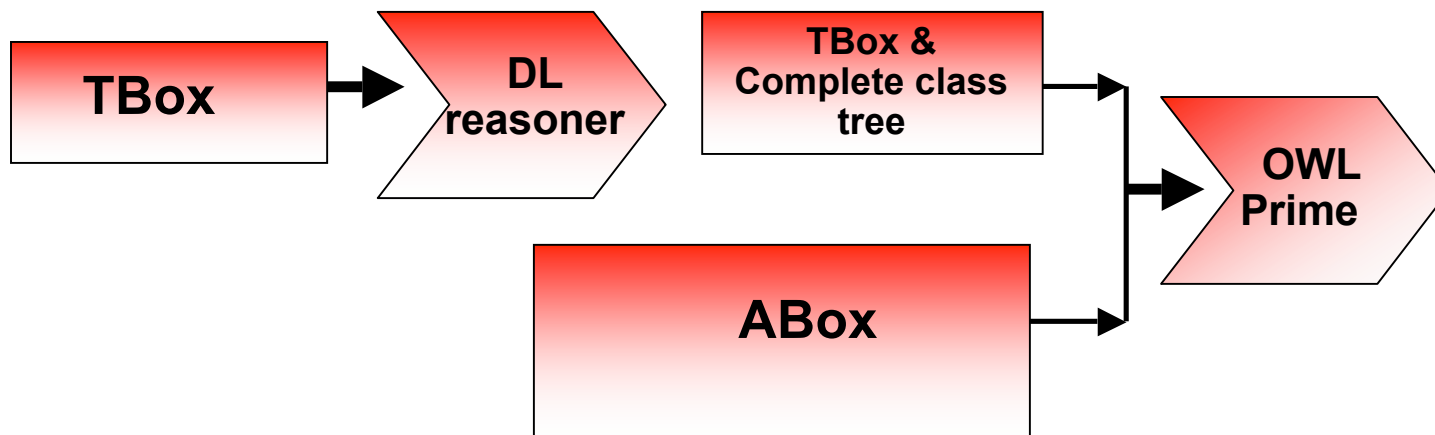 TBox
DL
reasoner
TBox &
Complete class
tree
OWL
Prime
ABox